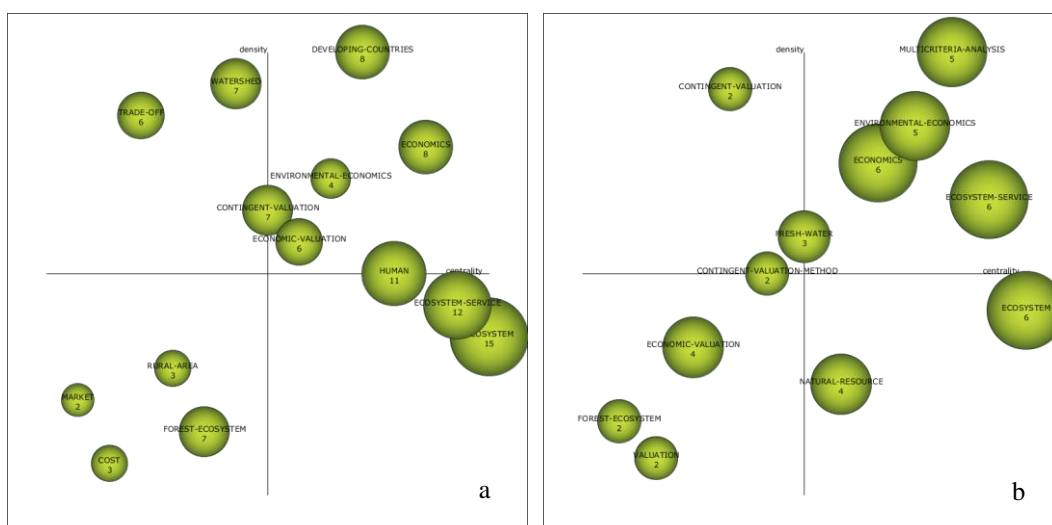 density
DEVELOPING-COUNTRIES
8
WATERSHED
7
TRADE-OFF
6
ECONOMICS
8
ENVIRONMENTAL-ECONOMICS
4
CONTINGENT-VALUATION
7
ECONOMIC-VALUATION
6
centrality
HUMAN
11
ECOSYSTEM-SERVICE
12
OSYSTEM
15
RURAL-AREA
3
MARKET
2
FOREST-ECOSYSTEM
7
COST
3
a
density
MULTICRITERIA-ANALYSIS
5
CONTINGENT-VALUATION
2
ENVIRONMENTAL-ECONOMICS
5
ECONOMICS
6
ECOSYSTEM-SERVICE
6
FRESH-WATER
3
CONTINGENT-VALUATION-METHOD
2
centrality
ECOSYSTEM
6
ECONOMIC-VALUATION
4
NATURAL-RESOURCE
4
FOREST-ECOSYSTEM
2
VALUATION
2
b